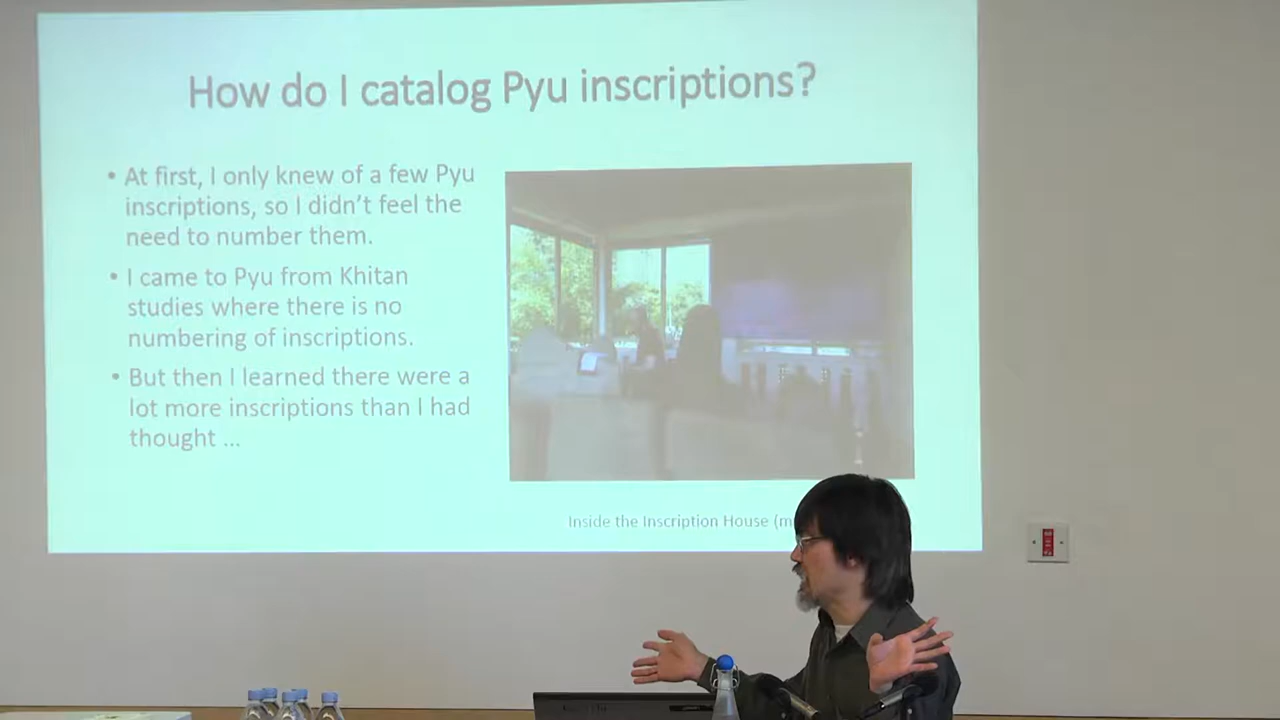 How do I catalog Pyu inscriptions?
• At first, I only knew of a few Pyu
inscriptions, so I didn't feel the
need to number them.
• I came to Pyu from Khitan
studies where there is no
numbering of inscriptions.
• But then I learned there were a
lot more inscriptions than I had
thought ...
Inside the Inscription House (m